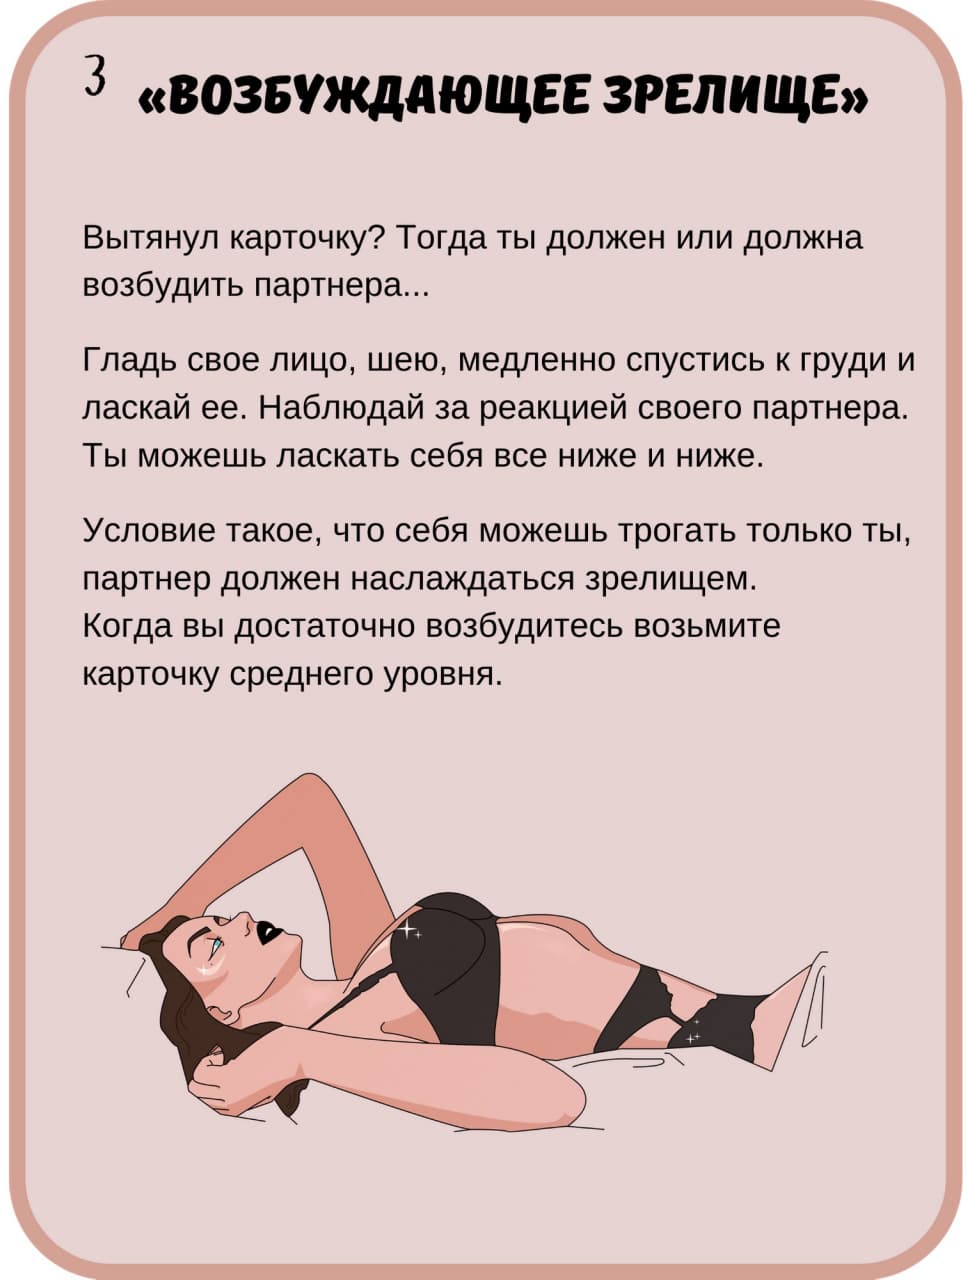 3
«ВОЗБУЖДАЮЩЕЕ ЗРЕЛИЩЕ»
Вытянул карточку? Тогда ты должен или должна
возбудить партнера...
Гладь свое лицо, шею, медленно спустись к груди и
ласкай ее. Наблюдай за реакцией своего партнера.
Ты можешь ласкать себя все ниже и ниже.
Условие такое, что себя можешь трогать только ты,
партнер должен наслаждаться зрелищем.
Когда вы достаточно возбудитесь возьмите
карточку среднего уровня.